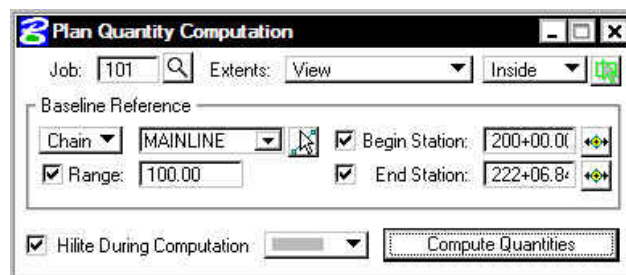 Plan Quantity Computation
Job: 101 Extents: View Inside
Baseline Reference
Chain MAINLINE Begin Station: 200+00.00
Range: 100.00 End Station: 222+06.84
Hilite During Computation Compute Quantities